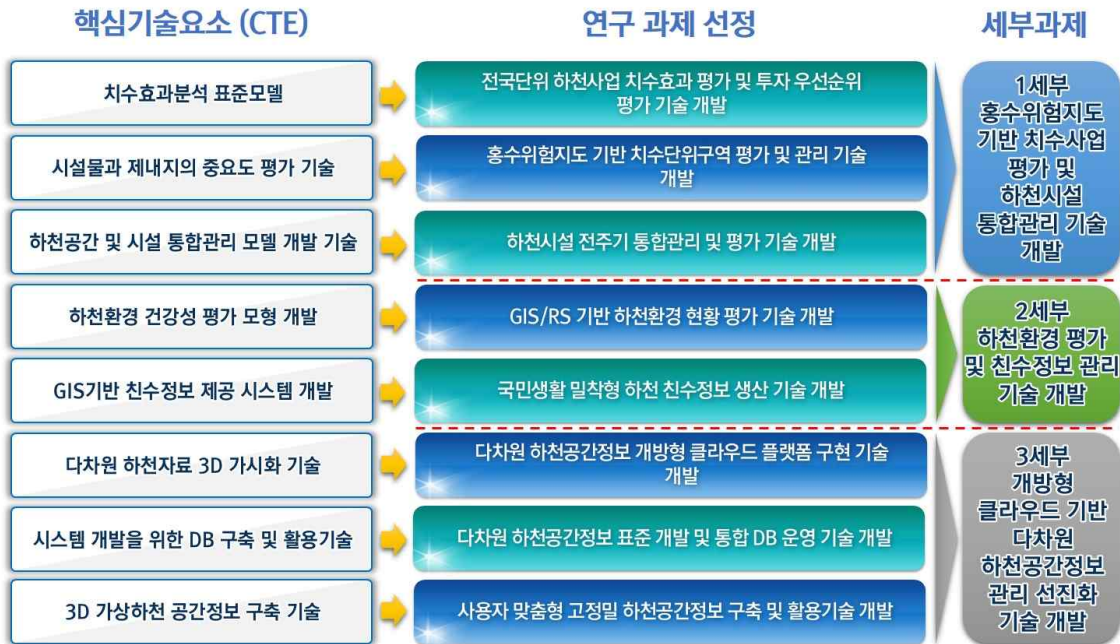 핵심기술요소 (CTE)
연구 과제 선정
세부과제
치수효과분석 표준모델
전국단위 하천사업 치수효과 평가 및 투자 우선순위
평가 기술 개발
시설물과 제내지의 중요도 평가 기술
홍수위험지도 기반 치수단위구역 평가 및 관리 기술
개발
하천공간 및 시설 통합관리 모델 개발 기술
하천시설 전주기 통합관리 및 평가 기술 개발
1세부
홍수위험지도
기반 치수사업
평가 및
하천시설
통합관리 기술
개발
하천환경 건강성 평가 모형 개발
GIS/RS 기반 하천환경 현황 평가 기술 개발
GIS기반 친수정보 제공 시스템 개발
국민생활 밀착형 하천 친수정보 생산 기술 개발
2세부
하천환경 평가
및 친수정보 관리
기술 개발
다차원 하천자료 3D 가시화 기술
다차원 하천공간정보 개방형 클라우드 플랫폼 구현 기술
개발
시스템 개발을 위한 DB 구축 및 활용기술
다차원 하천공간정보 표준 개발 및 통합 DB 운영 기술 개발
3D 가상하천 공간정보 구축 기술
사용자 맞춤형 고정밀 하천공간정보 구축 및 활용기술 개발
3세부
개방형
클라우드 기반
다차원
하천공간정보
관리 선진화
기술 개발